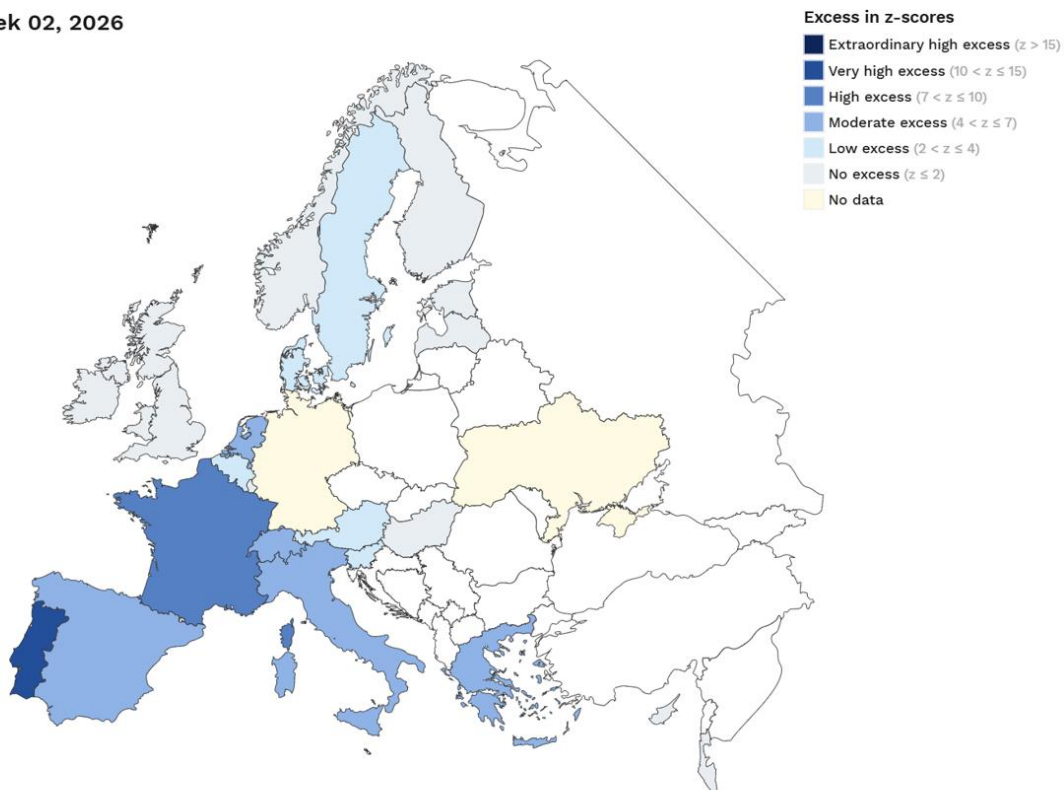 ek 02, 2026
Excess in z-scores
Extraordinary high excess (z > 15)
Very high excess (10 < z ≤ 15)
High excess (7 < z ≤ 10)
Moderate excess (4 < z ≤ 7)
Low excess (2 < z ≤ 4)
No excess (z ≤ 2)
No data